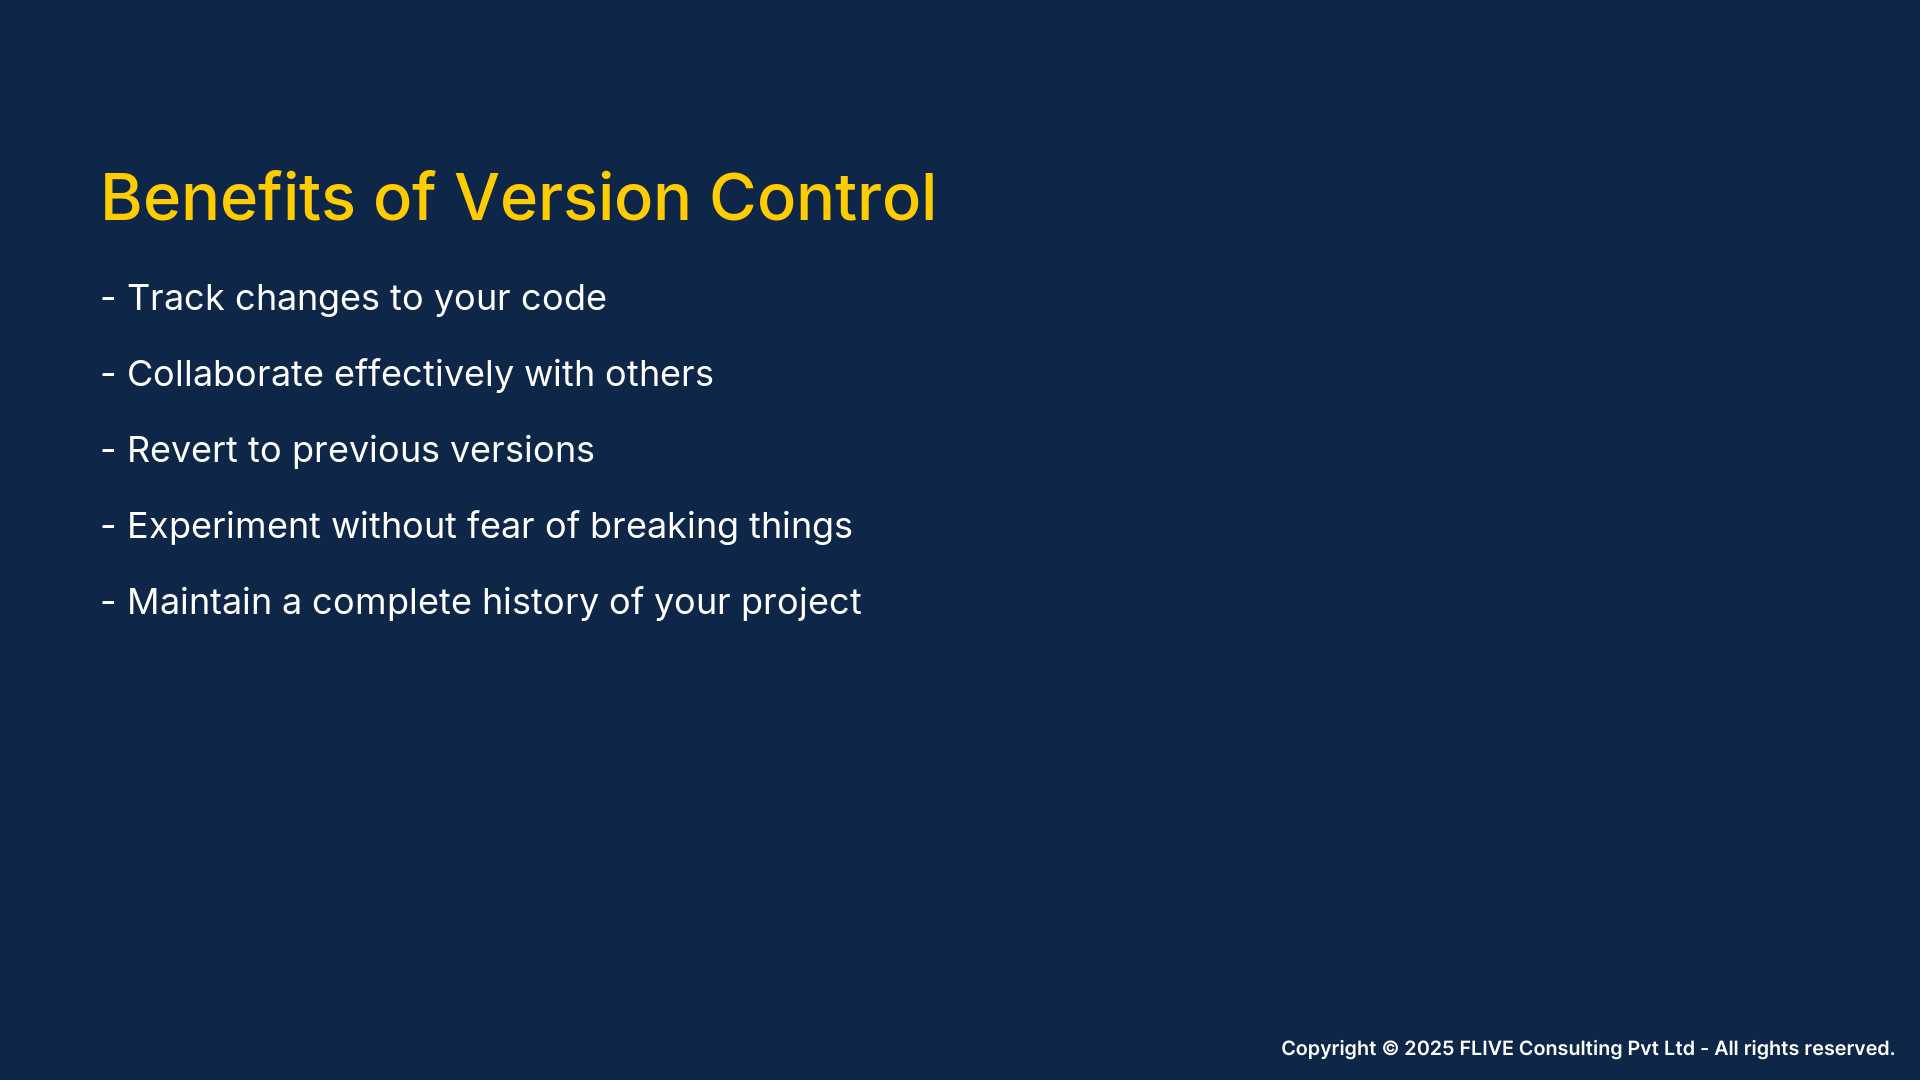 Benefits of Version Control
- Track changes to your code
- Collaborate effectively with others
- Revert to previous versions
- Experiment without fear of breaking things
- Maintain a complete history of your project
Copyright © 2025 FLIVE Consulting Pvt Ltd - All rights reserved.